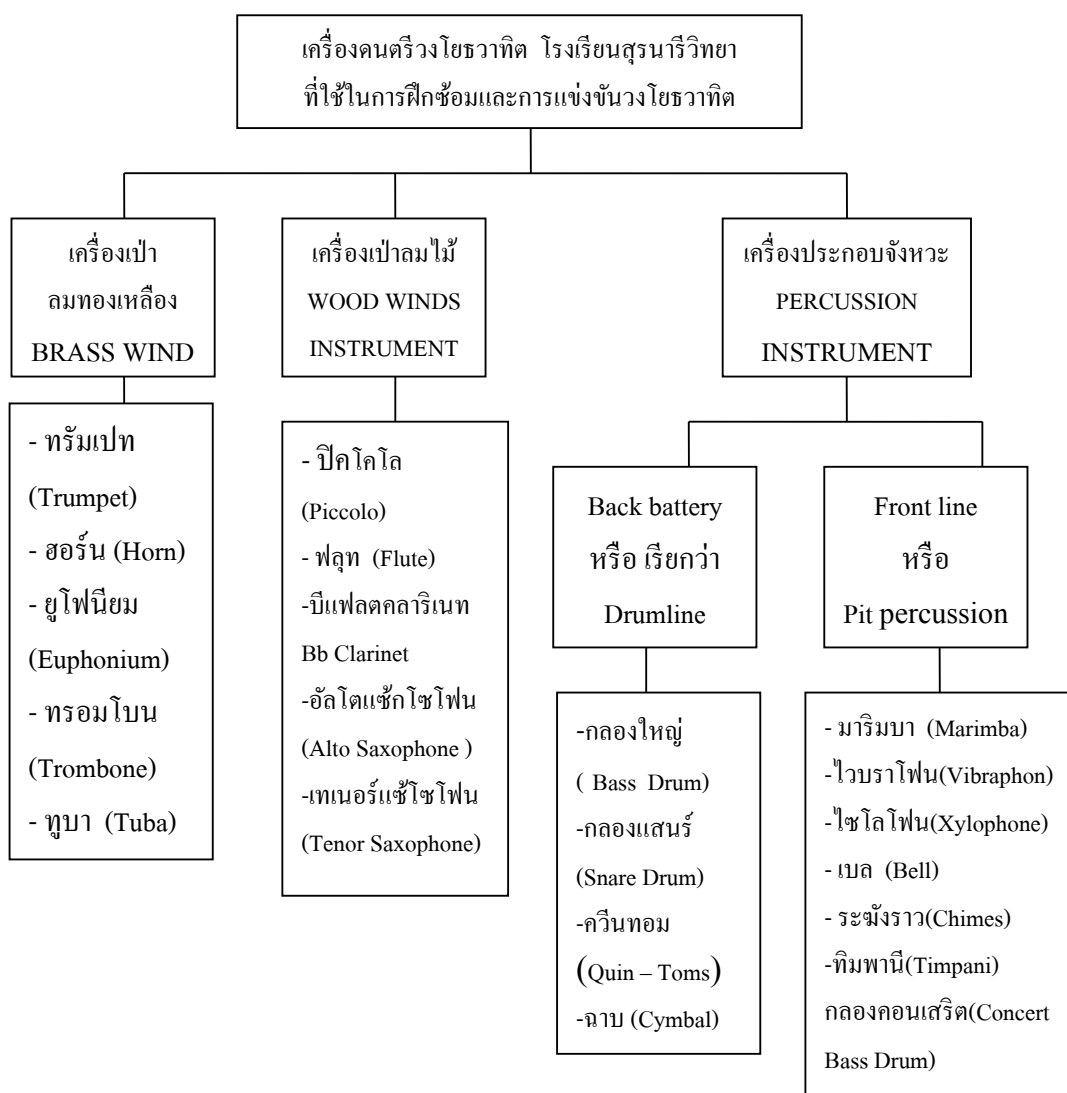 เครื่องดนตรีวงโยธวาทิต โรงเรียนสุรนารีวิทยา
ที่ใช้ในการฝึกซ้อมและการแข่งขันวงโยธวาทิต
เครื่องเป่า
ลมทองเหลือง
BRASS WIND
เครื่องเป่าลมไม้
WOOD WINDS
INSTRUMENT
เครื่องประกอบจังหวะ
PERCUSSION
INSTRUMENT
- ทรัมเปท
(Trumpet)
- ฮอร์น (Horn)
- ยูโฟนียม
(Euphonium)
- ทรอมโบน
(Trombone)
- ทูบา (Tuba)
- ปิคโคโล
(Piccolo)
- ฟลุท (Flute)
-บีแฟลตคลาริเนท
Bb Clarinet
-อัลโตแซ้กโซโฟน
(Alto Saxophone )
-เทเนอร์แซ้โซโฟน
(Tenor Saxophone)
Back battery
หรือ เรียกว่า
Drumline
Front line
หรือ
Pit percussion
-กลองใหญ่
( Bass Drum)
-กลองแสนร์
(Snare Drum)
-ควีนทอม
(Quin – Toms)
-ฉาบ (Cymbal)
- มาริมบา (Marimba)
-ไวบราโฟน(Vibraphon)
-ไซโลโฟน(Xylophone)
- เบล (Bell)
- ระฆังราว(Chimes)
-ทิมพานี(Timpani)
กลองคอนเสริต(Concert
Bass Drum)